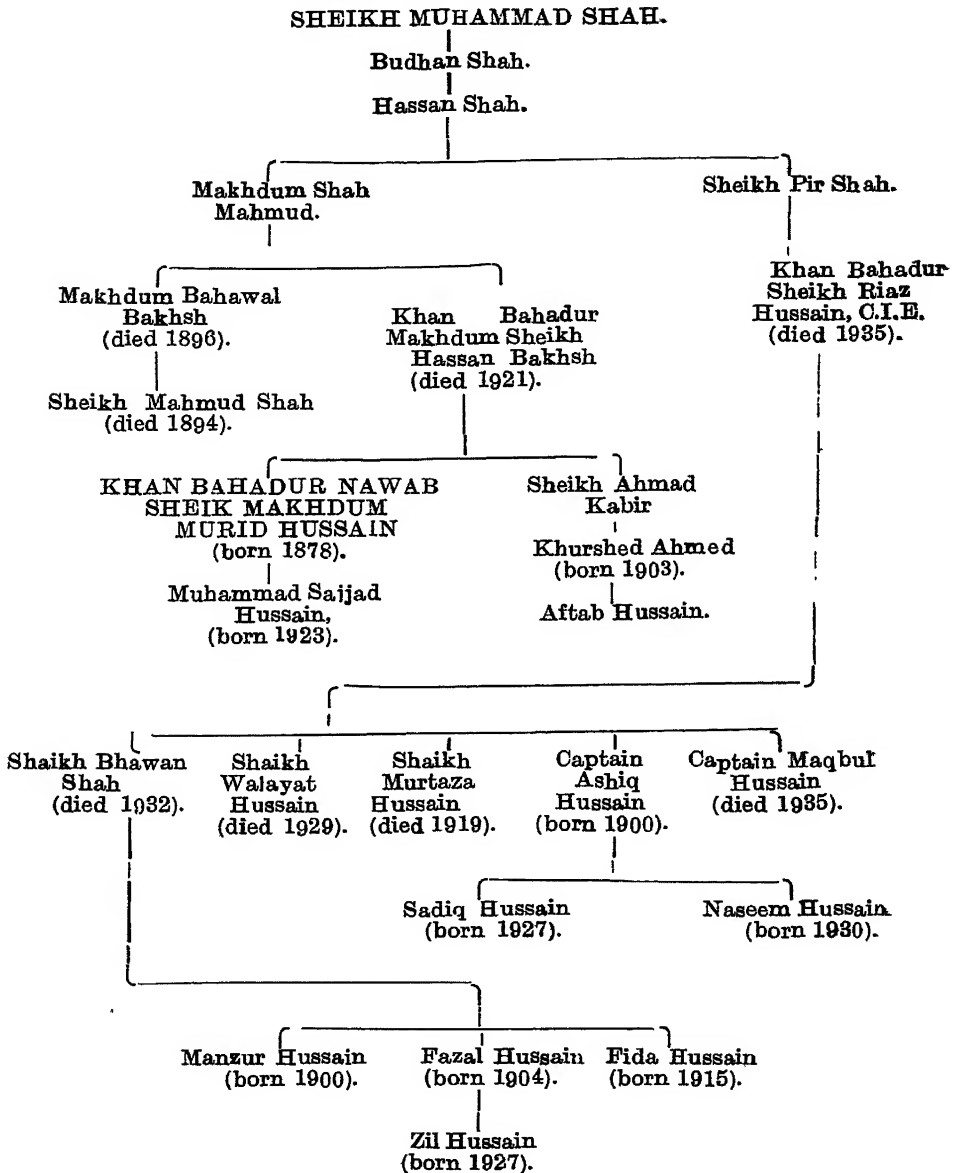 SHEIKH MUHAMMAD SHAH.
Budhan Shah.
Hassan Shah.
Makhdum Shah
Mahmud.
Sheikh Pir Shah.
Makhdum Bahawal
Bakhsh
(died 1896).
Khan Bahadur
Makhdum Sheikh
Hassan Bakhsh
(died 1921).
Khan Bahadur
Sheikh Riaz
Hussain, C.I.E.
(died 1935).
Sheikh Mahmud Shah
(died 1894).
KHAN BAHADUR NAWAB
SHEIK MAKHDUM
MURID HUSSAIN
(born 1878).
Sheikh Ahmad
Kabir
Khurshed Ahmed
(born 1903).
Muhammad Sajjad
Hussain,
(born 1923).
Aftab Hussain.
Shaikh Bhawan
Shah
(died 1932).
Shaikh
Walayat
Hussain
(died 1929).
Shaikh
Murtaza
Hussain
(died 1919).
Captain
Ashiq
Hussain
(born 1900).
Captain Maqbul
Hussain
(died 1935).
Sadiq Hussain
(born 1927).
Naseem Hussain
(born 1930).
Manzur Hussain
(born 1900).
Fazal Hussain
(born 1904).
Fida Hussain
(born 1915).
Zil Hussain
(born 1927).